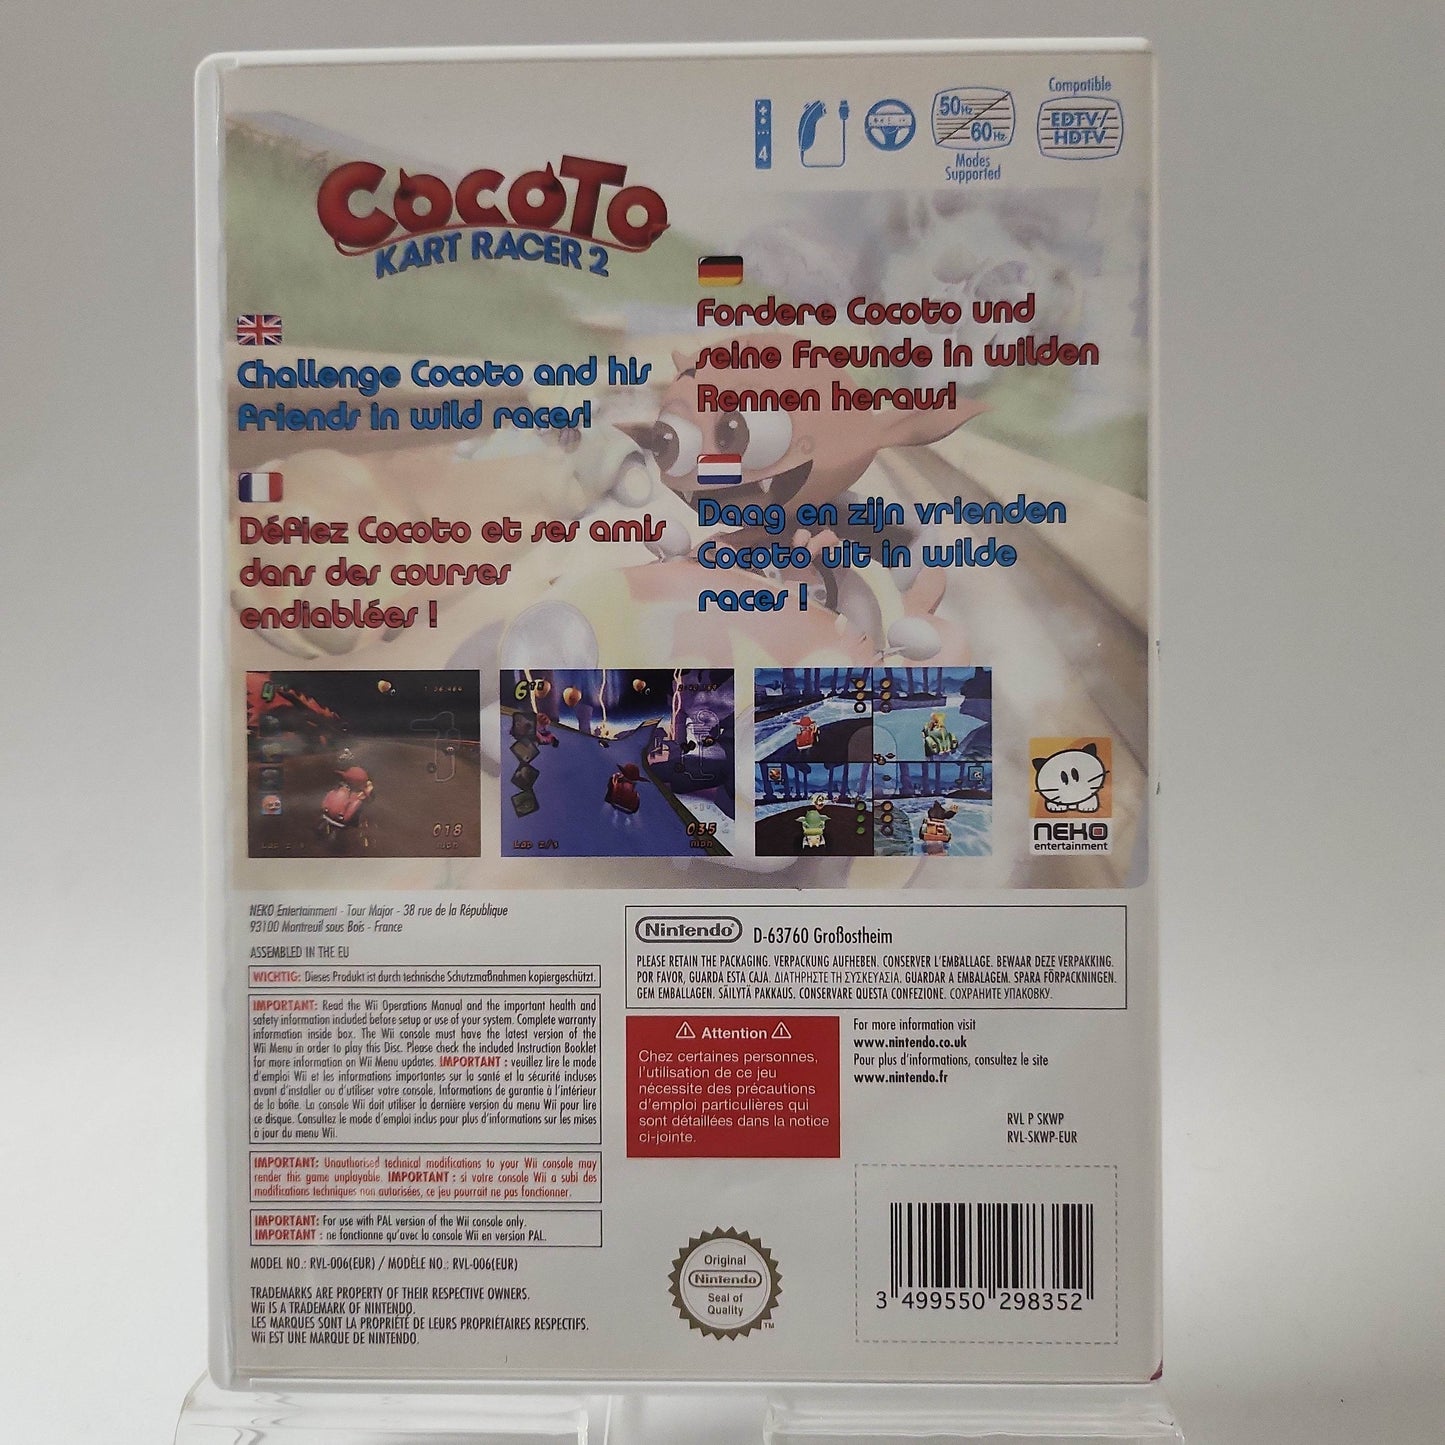 4
50Hz
60Hz
Modes
Supported
Compatible
EDTV/
HDTV
COCOTO
KART RACER 2
Challenge Cocoto and his
friends in wild races!
Défiez Cocoto et ses amis
dans des courses
endiablées !
Fordere Cocoto und
seine Freunde in wilden
Rennen heraus!
Daag en zijn vrienden
Cocoto uit in wilde
races !
4
018
mph
6
Lap 2/3
035
mph
NEKO
entertainment
NEKO Entertainment - Tour Major - 38 rue de la République
93100 Montreuil sous Bois - France
ASSEMBLED IN THE EU
WICHTIG: Dieses Produkt ist durch technische Schutzmaßnahmen kopiergeschützt.
IMPORTANT: Read the Wii Operations Manual and the important health and
safety information included before setup or use of your system. Complete warranty
information inside box. The Wii console must have the latest version of the
Wii Menu in order to play this Disc. Please check the included Instruction Booklet
for more information on Wii Menu updates. IMPORTANT : veuillez lire le mode
d'emploi Wii et les informations importantes sur la santé et la sécurité incluses
avant d'installer ou d'utiliser votre console. Informations de garantie à l'intérieur
de la boîte. La console Wii doit utiliser la dernière version du menu Wii pour lire
ce disque. Consultez le mode d'emploi inclus pour plus d'informations sur les mises
à jour du menu Wii.
IMPORTANT: Unauthorised technical modifications to your Wii console may
render this game unplayable. IMPORTANT : si votre console Wii a subi des
modifications techniques non autorisées, ce jeu pourrait ne pas fonctionner.
IMPORTANT: For use with PAL version of the Wii console only.
IMPORTANT : ne fonctionne qu'avec la console Wii en version PAL.
MODEL NO.: RVL-006(EUR) / MODÈLE NO.: RVL-006(EUR)
TRADEMARKS ARE PROPERTY OF THEIR RESPECTIVE OWNERS.
Wii IS A TRADEMARK OF NINTENDO.
LES MARQUES SONT LA PROPRIÉTÉ DE LEURS PROPRIÉTAIRES RESPECTIFS.
Wii EST UNE MARQUE DE NINTENDO.
Nintendo D-63760 Großostheim
PLEASE RETAIN THE PACKAGING. VERPACKUNG AUFHEBEN. CONSERVER L'EMBALLAGE. BEWAAR DEZE VERPAKKING.
POR FAVOR, GUARDA ESTA CAJA. ΔΙΑΤΗΡΗΣΤΕ ΤΗ ΣΥΣΚΕΥΑΣΙΑ. GUARDAR A EMBALAGEM. SPARA FÖRPACKNINGEN.
GEM EMBALLAGEN. SÄILYTÄ PAKKAUS. CONSERVARE QUESTA CONFEZIONE. СОХРАНИТЕ УПАКОВКУ.
Attention
Chez certaines personnes,
l'utilisation de ce jeu
nécessite des précautions
d'emploi particulières qui
sont détaillées dans la notice
ci-jointe.
For more information visit
www.nintendo.co.uk
Pour plus d'informations, consultez le site
www.nintendo.fr
RVL P SKWP
RVL-SKWP-EUR
Original
Nintendo
Seal of
Quality
TM
3 499550 298352